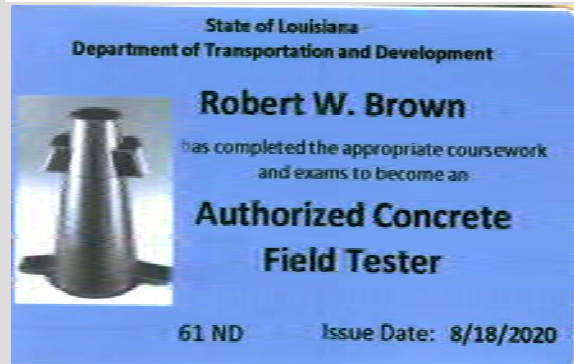 State of Louisiana
Department of Transportation and Development
Robert W. Brown
has completed the appropriate coursework
and exams to become an
Authorized Concrete
Field Tester
61 ND Issue Date: 8/18/2020